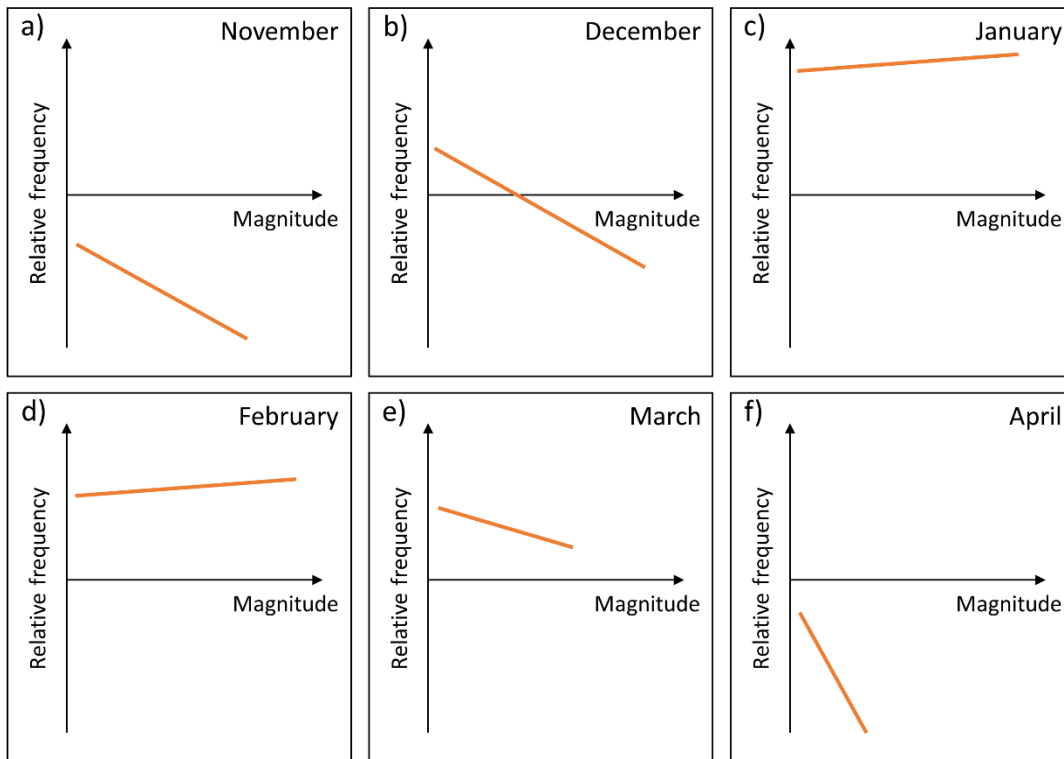 a)
November
Relative frequency
Magnitude
b)
December
Relative frequency
Magnitude
c)
January
Relative frequency
Magnitude
d)
February
Relative frequency
Magnitude
e)
March
Relative frequency
Magnitude
f)
April
Relative frequency
Magnitude